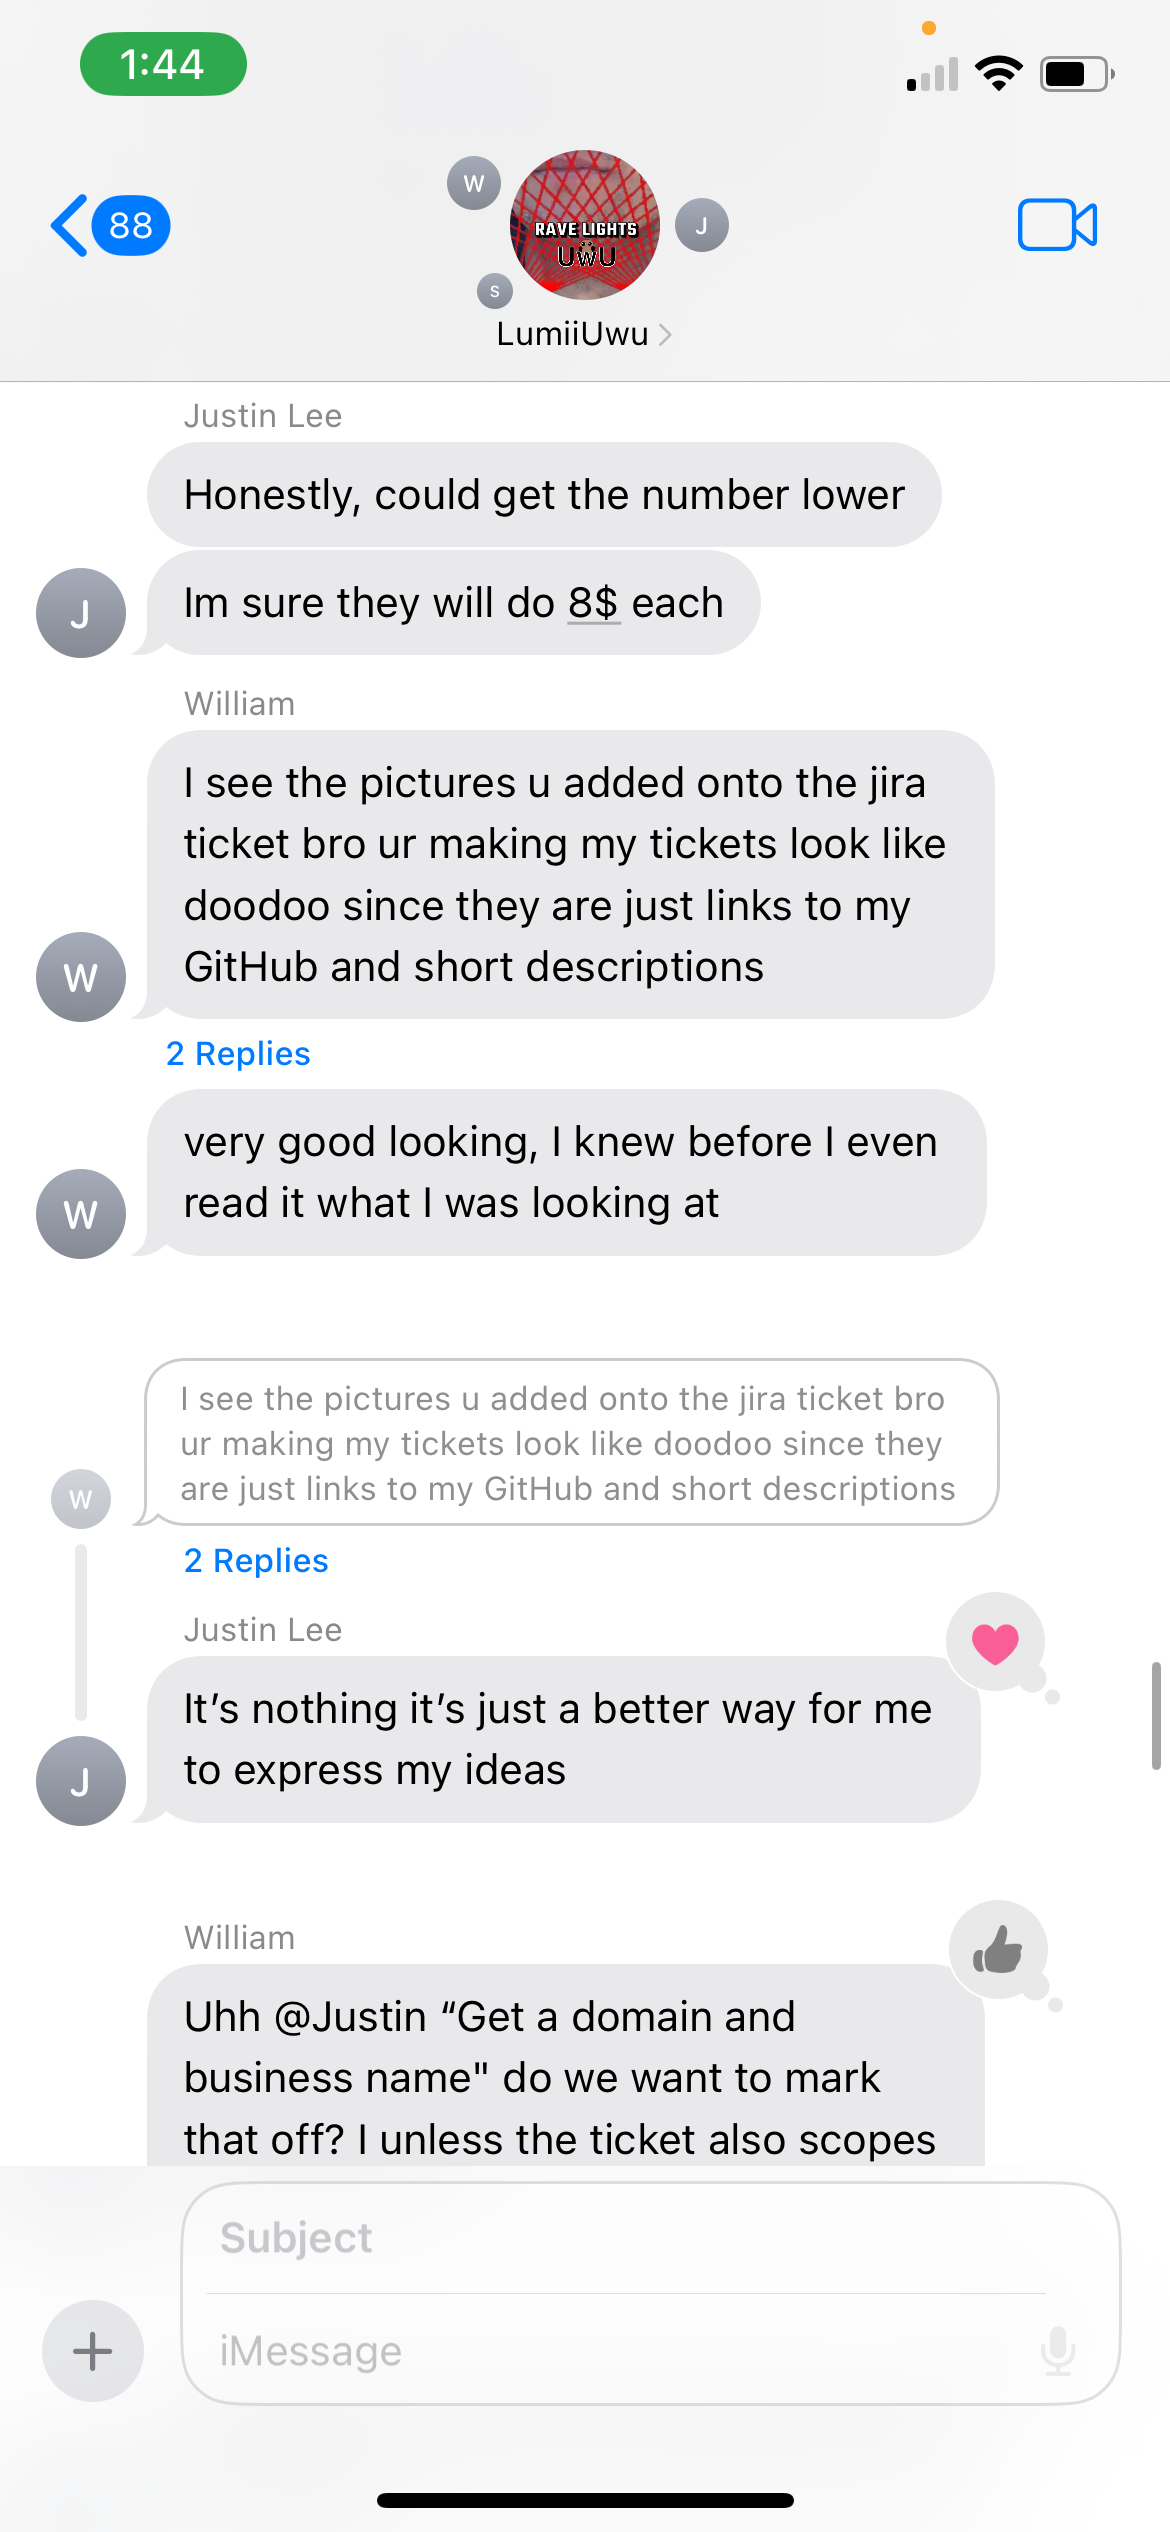 1:44
88
W
RAVE LIGHTS
UWU
J
S
LumiiUwu
Justin Lee
Honestly, could get the number lower
Im sure they will do 8$ each
J
William
I see the pictures u added onto the jira
ticket bro ur making my tickets look like
doodoo since they are just links to my
GitHub and short descriptions
W
2 Replies
very good looking, I knew before I even
read it what I was looking at
W
I see the pictures u added onto the jira ticket bro
ur making my tickets look like doodoo since they
are just links to my GitHub and short descriptions
W
2 Replies
Justin Lee
It's nothing it's just a better way for me
to express my ideas
J
William
Uhh @Justin “Get a domain and
business name" do we want to mark
that off? I unless the ticket also scopes
Subject
iMessage